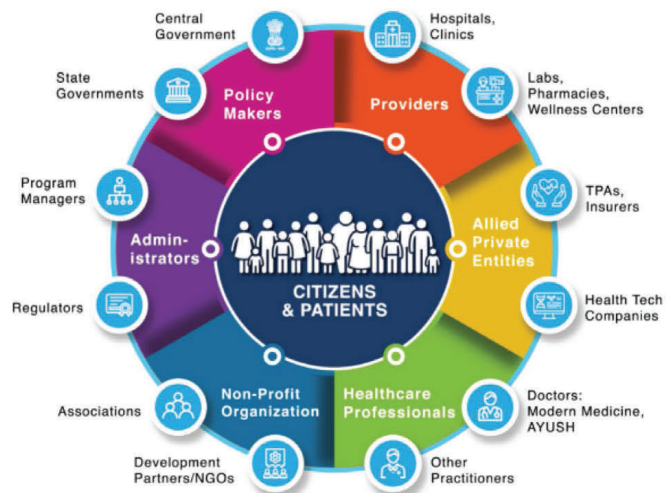 Central
Government
Hospitals,
Clinics
State
Governments
Policy
Makers
Providers
Labs,
Pharmacies,
Wellness Centers
Program
Managers
Admin-
istrators
CITIZENS
& PATIENTS
Allied
Private
Entities
TPAs,
Insurers
Regulators
Health Tech
Companies
Associations
Non-Profit
Organization
Healthcare
Professionals
Doctors:
Modern Medicine,
AYUSH
Development
Partners/NGOs
Other
Practitioners